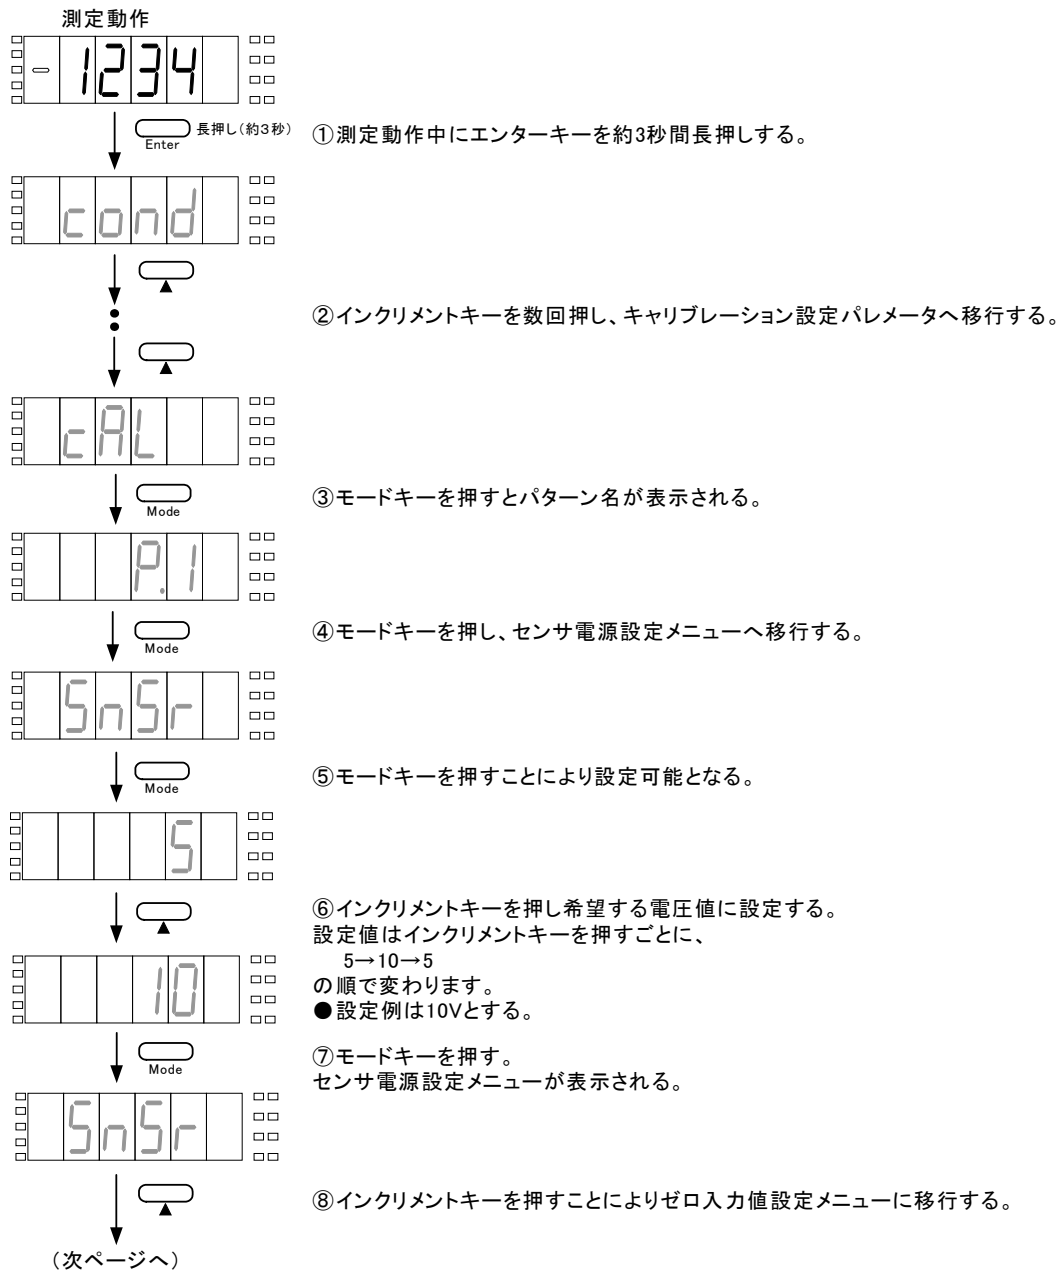 測定動作
- 1234
長押し(約3秒)
Enter
①測定動作中にエンターキーを約3秒間長押しする。
cond
②インクリメントキーを数回押し、キャリブレーション設定パレメータへ移行する。
cAL
Mode
③モードキーを押すとパターン名が表示される。
P.1
Mode
④モードキーを押し、センサ電源設定メニューへ移行する。
SnSr
Mode
⑤モードキーを押すことにより設定可能となる。
5
⑥インクリメントキーを押し希望する電圧値に設定する。
設定値はインクリメントキーを押すごとに、
5→10→5
の順で変わります。
●設定例は10Vとする。
10
Mode
⑦モードキーを押す。
センサ電源設定メニューが表示される。
SnSr
⑧インクリメントキーを押すことによりゼロ入力値設定メニューに移行する。
(次ページへ)